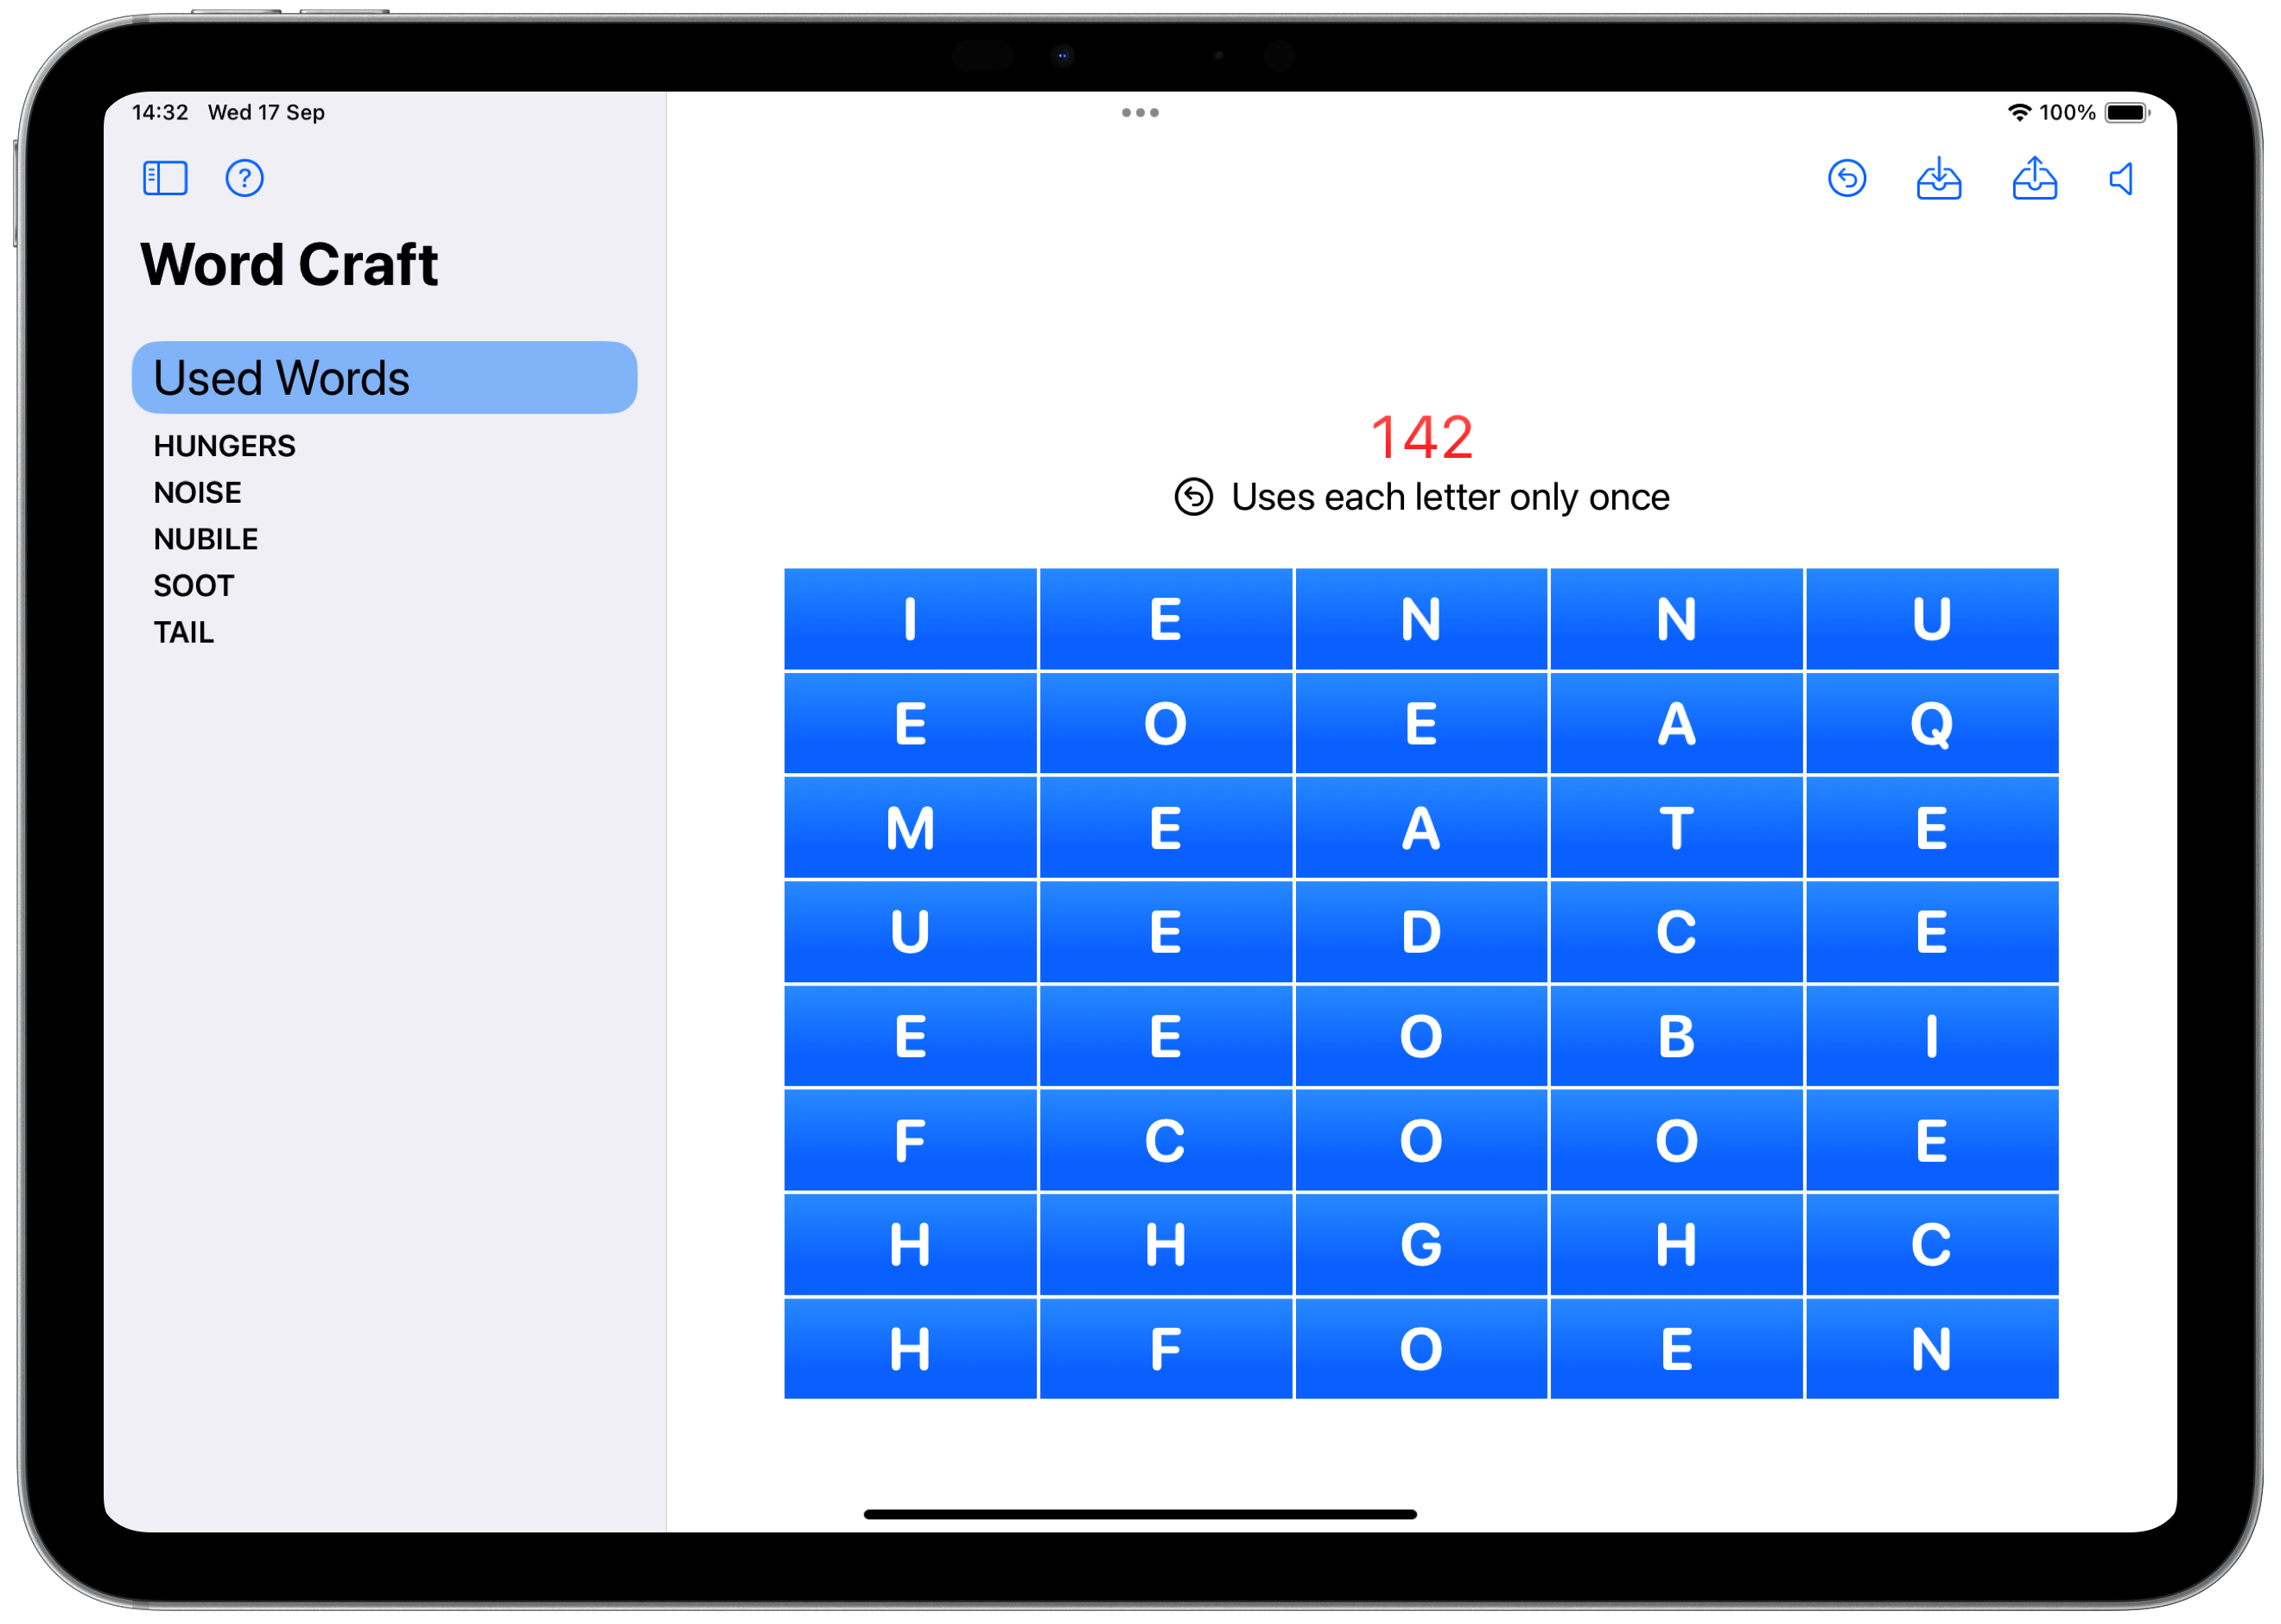 14:32 Wed 17 Sep
100%
?
Word Craft
Used Words
HUNGERS
NOISE
NUBILE
SOOT
TAIL
142
Uses each letter only once
I E N N U
E O E A Q
M E A T E
U E D C E
E E O B I
F C O O E
H H G H C
H F O E N